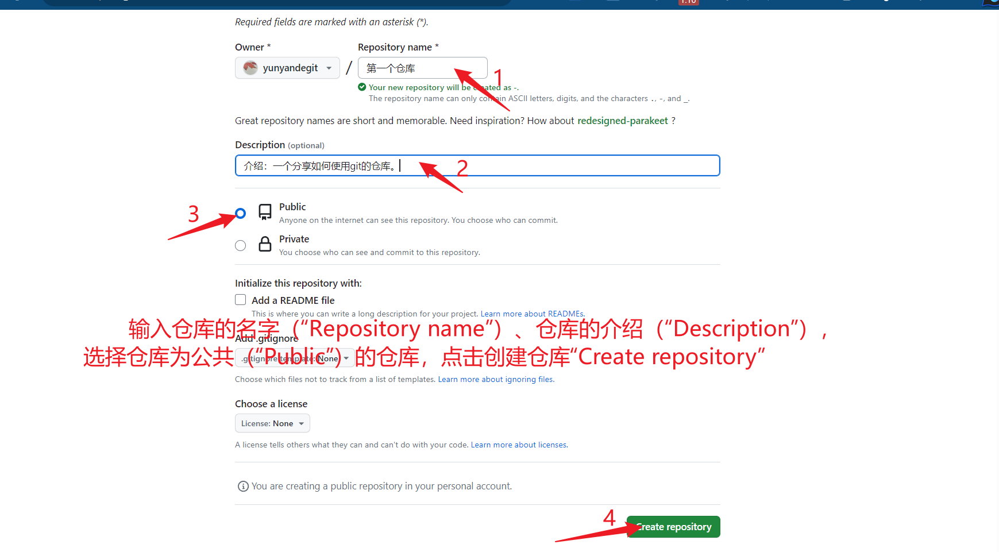 1:10
Required fields are marked with an asterisk (*).
Owner * Repository name *
yunyandegit / 第一个仓库
1
Your new repository will be created as -.
The repository name can only contain ASCII letters, digits, and the characters ., -, and _.
Great repository names are short and memorable. Need inspiration? How about redesigned-parakeet ?
Description (optional)
介绍：一个分享如何使用git的仓库。
2
3
Public
Anyone on the internet can see this repository. You choose who can commit.
Private
You choose who can see and commit to this repository.
Initialize this repository with:
Add a README file
This is where you can write a long description for your project. Learn more about READMEs.
输入仓库的名字（“Repository name”）、仓库的介绍（“Description”），
Add .gitignore
选择仓库为公共（“Public”）的仓库，点击创建仓库“Create repository”
.gitignore template: None
Choose which files not to track from a list of templates. Learn more about ignoring files.
Choose a license
License: None
A license tells others what they can and can't do with your code. Learn more about licenses.
You are creating a public repository in your personal account.
4
Create repository